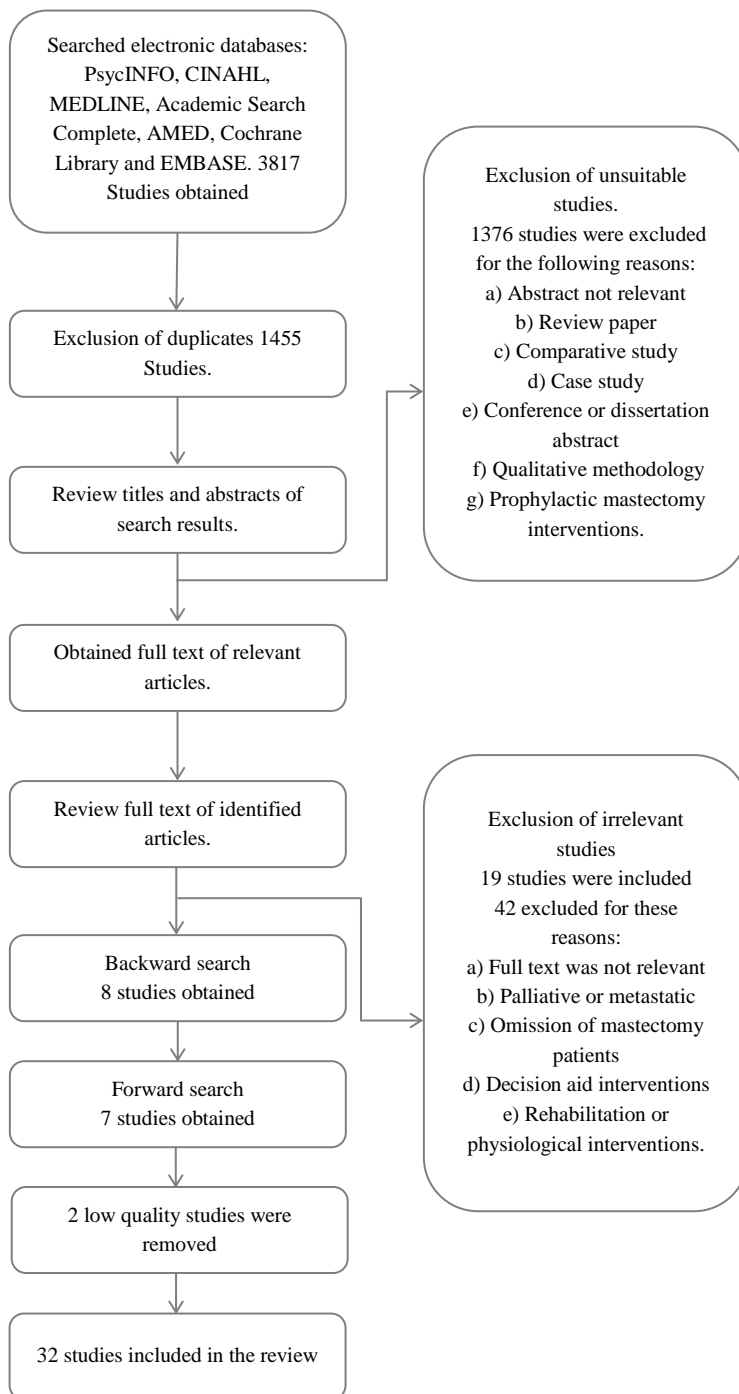 Searched electronic databases:
PsycINFO, CINAHL,
MEDLINE, Academic Search
Complete, AMED, Cochrane
Library and EMBASE. 3817
Studies obtained
Exclusion of duplicates 1455
Studies.
Review titles and abstracts of
search results.
Exclusion of unsuitable
studies.
1376 studies were excluded
for the following reasons:
a) Abstract not relevant
b) Review paper
c) Comparative study
d) Case study
e) Conference or dissertation
abstract
f) Qualitative methodology
g) Prophylactic mastectomy
interventions.
Obtained full text of relevant
articles.
Review full text of identified
articles.
Exclusion of irrelevant
studies
19 studies were included
42 excluded for these
reasons:
a) Full text was not relevant
b) Palliative or metastatic
c) Omission of mastectomy
patients
d) Decision aid interventions
e) Rehabilitation or
physiological interventions.
Backward search
8 studies obtained
Forward search
7 studies obtained
2 low quality studies were
removed
32 studies included in the review